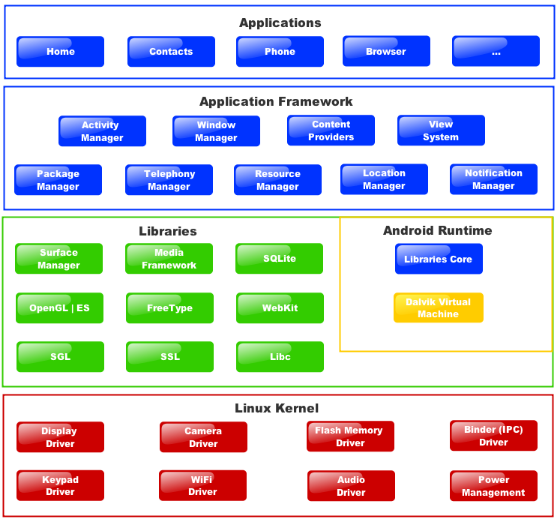 Applications
Home
Contacts
Phone
Browser
...
Application Framework
Activity
Manager
Window
Manager
Content
Providers
View
System
Package
Manager
Telephony
Manager
Resource
Manager
Location
Manager
Notification
Manager
Libraries
Surface
Manager
Media
Framework
SQLite
OpenGL | ES
FreeType
WebKit
SGL
SSL
Libc
Android Runtime
Libraries Core
Dalvik Virtual
Machine
Linux Kernel
Display
Driver
Camera
Driver
Flash Memory
Driver
Binder (IPC)
Driver
Keypad
Driver
WiFi
Driver
Audio
Driver
Power
Management